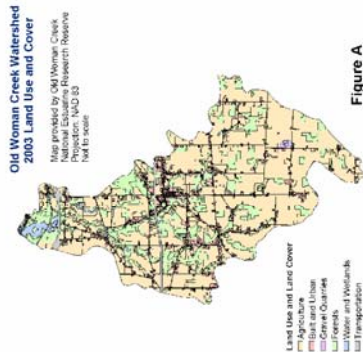 Old Woman Creek Watershed
2003 Land Use and Cover
Map provided by Old Woman Creek
National Estuarine Research Reserve
Projection: NAD 83
Not to scale
Land Use and Land Cover
Agriculture
Built and Urban
Gravel Quarries
Forests
Water and Wetlands
Transportation
Figure A